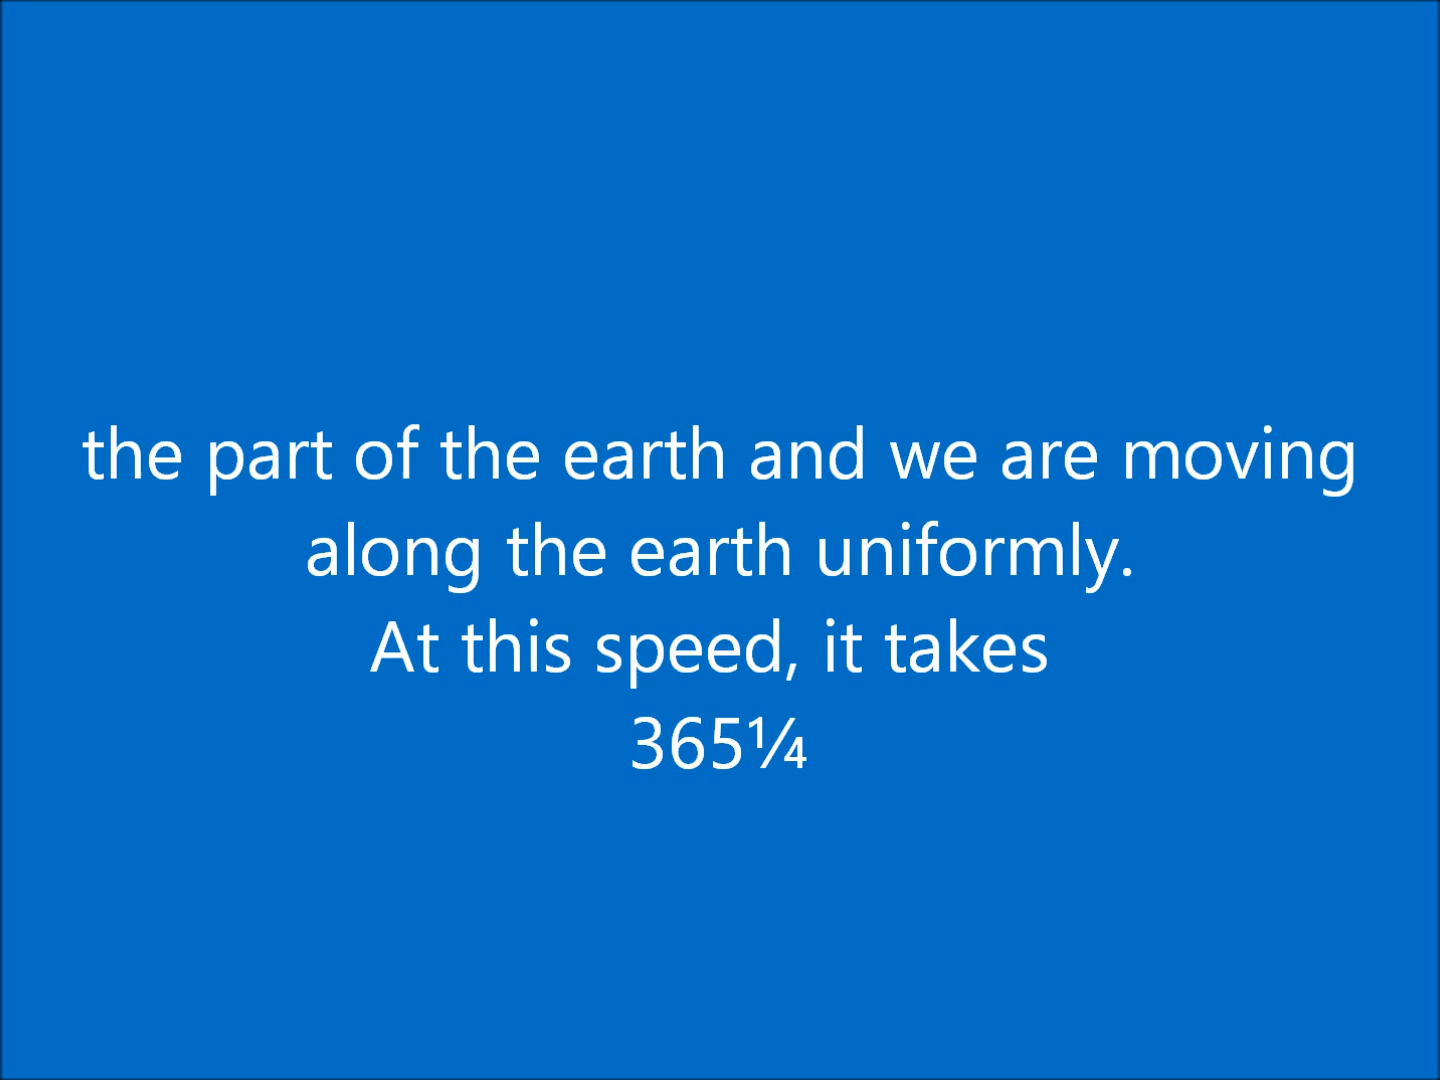 the part of the earth and we are moving
along the earth uniformly.
At this speed, it takes
365¼